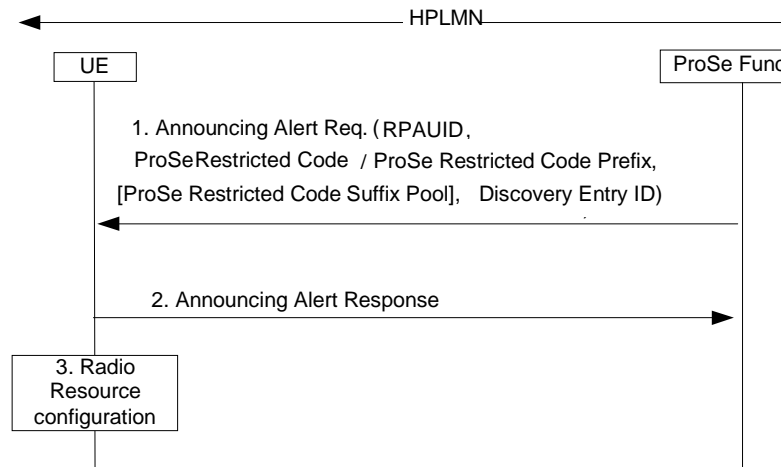 HPLMN
UE
ProSe Func
1. Announcing Alert Req. (RPAUID,
ProSeRestricted Code / ProSe Restricted Code Prefix,
[ProSe Restricted Code Suffix Pool], Discovery Entry ID)
2. Announcing Alert Response
3. Radio
Resource
configuration